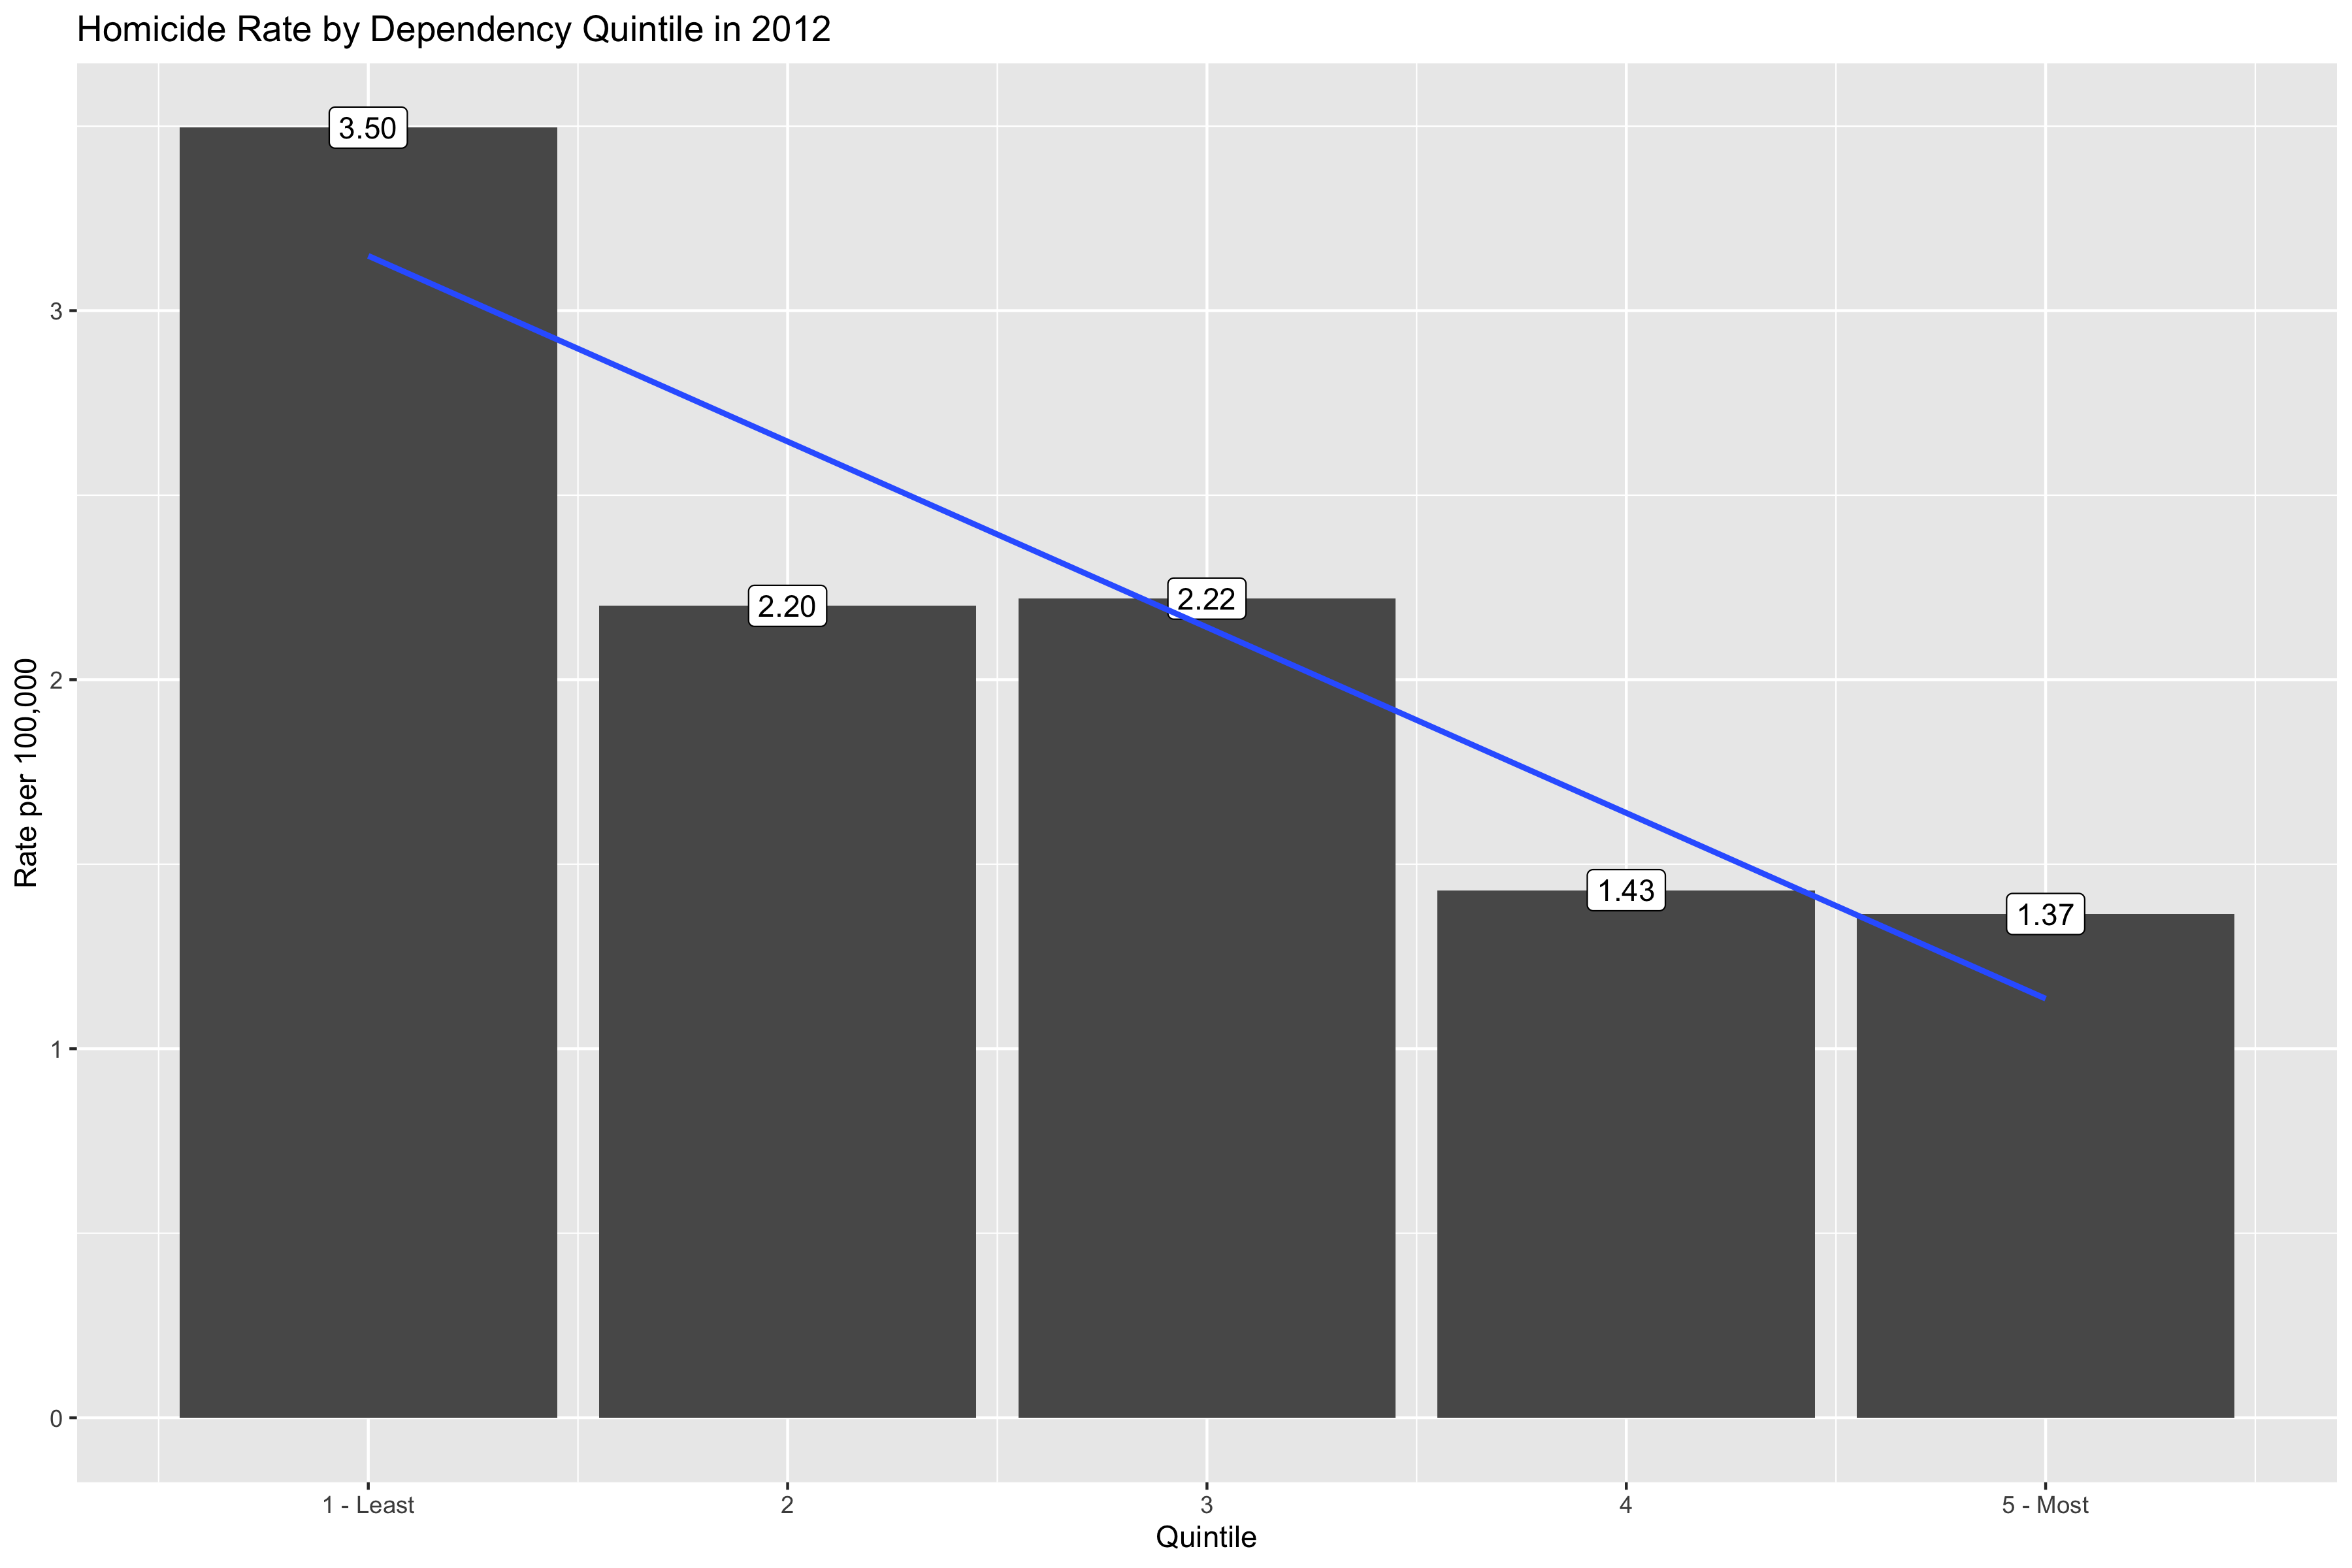 Homicide Rate by Dependency Quintile in 2012
3.50
2.20
2.22
1.43
1.37
3
2
1
0
Rate per 100,000
1 - Least
2
3
4
5 - Most
Quintile